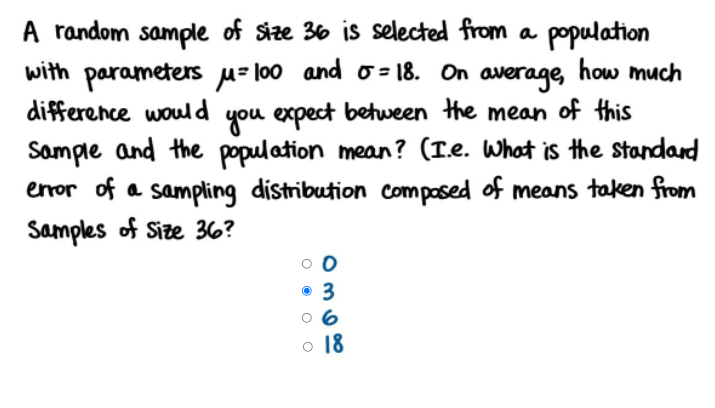 A random sample of size 36 is selected from a population
with parameters μ=100 and σ=18. On average, how much
difference would you expect between the mean of this
Sample and the population mean? (I.e. What is the standard
error of a sampling distribution composed of means taken from
Samples of Size 36?
0
3
6
18